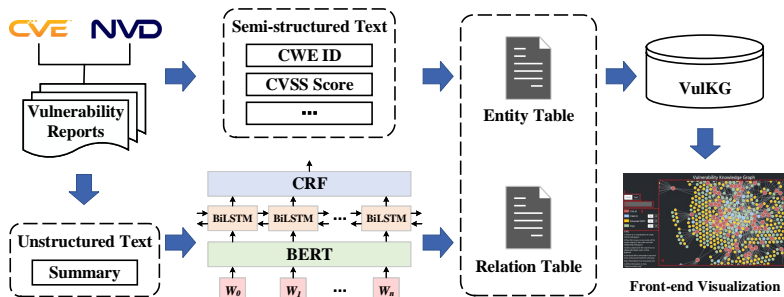 CVE
NVD
Vulnerability
Reports
Semi-structured Text
CWE ID
CVSS Score
...
Entity Table
Relation Table
VulKG
Unstructured Text
Summary
CRF
BiLSTM
BiLSTM
...
BiLSTM
BERT
W0
W1
...
Wn
Vulnerability Knowledge Graph
Front-end Visualization